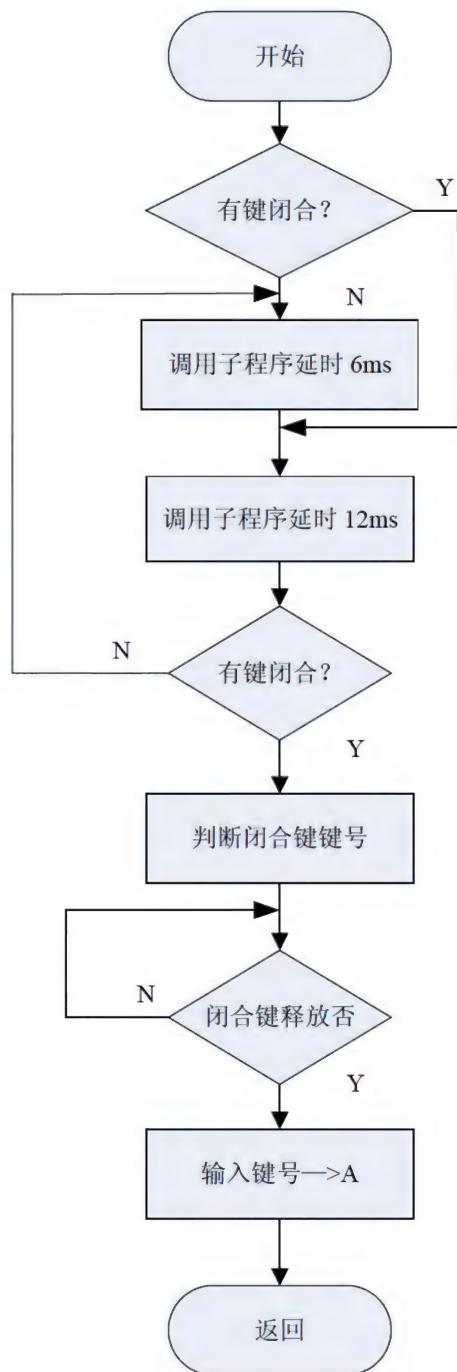 开始
有键闭合？
Y
N
调用子程序延时 6ms
调用子程序延时 12ms
有键闭合？
N
Y
判断闭合键键号
闭合键释放否
N
Y
输入键号—>A
返回